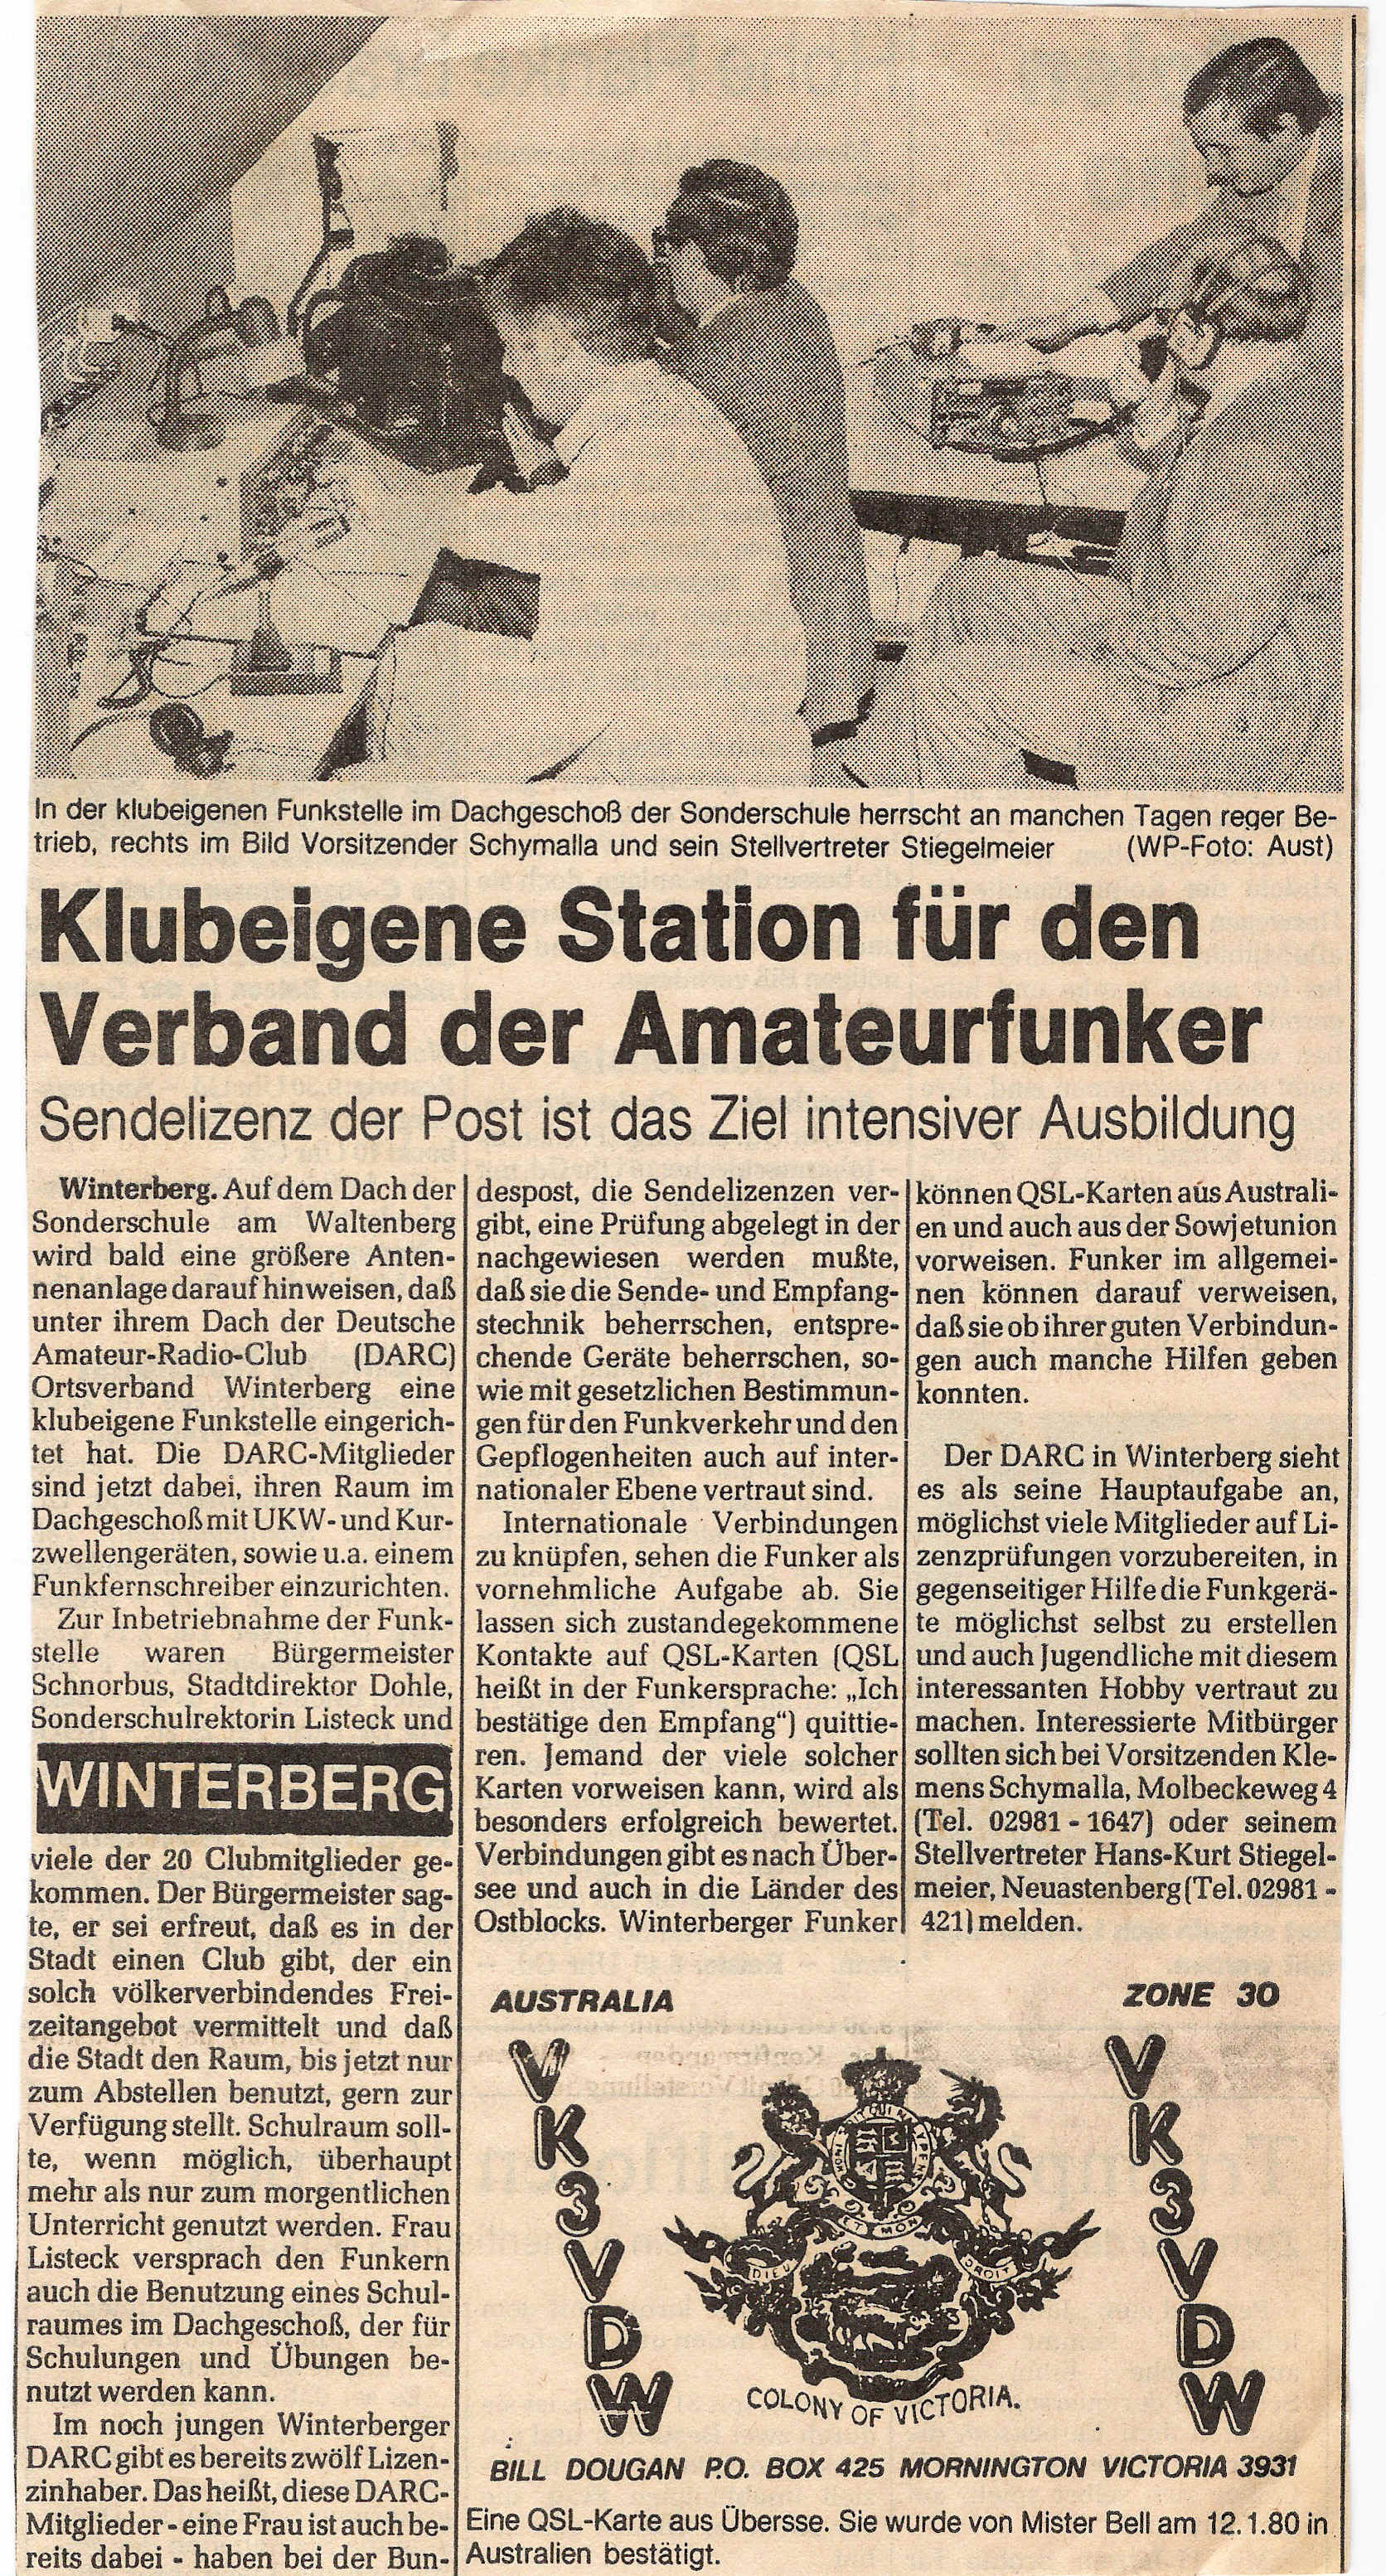 In der klubeigenen Funkstelle im Dachgeschoß der Sonderschule herrscht an manchen Tagen reger Be-
trieb, rechts im Bild Vorsitzender Schymalla und sein Stellvertreter Stiegelmeier (WP-Foto: Aust)
Klubeigene Station für den
Verband der Amateurfunker
Sendelizenz der Post ist das Ziel intensiver Ausbildung
Winterberg. Auf dem Dach der
Sonderschule am Waltenberg
wird bald eine größere Anten-
nenanlage darauf hinweisen, daß
unter ihrem Dach der Deutsche
Amateur-Radio-Club (DARC)
Ortsverband Winterberg eine
klubeigene Funkstelle eingerich-
tet hat. Die DARC-Mitglieder
sind jetzt dabei, ihren Raum im
Dachgeschoß mit UKW- und Kur-
zwellengeräten, sowie u.a. einem
Funkfernschreiber einzurichten.
Zur Inbetriebnahme der Funk-
stelle waren Bürgermeister
Schnorbus, Stadtdirektor Dohle,
Sonderschulrektorin Listeck und
WINTERBERG
viele der 20 Clubmitglieder ge-
kommen. Der Bürgermeister sag-
te, er sei erfreut, daß es in der
Stadt einen Club gibt, der ein
solch völkerverbindendes Frei-
zeitangebot vermittelt und daß
die Stadt den Raum, bis jetzt nur
zum Abstellen benutzt, gern zur
Verfügung stellt. Schulraum soll-
te, wenn möglich, überhaupt
mehr als nur zum morgentlichen
Unterricht genutzt werden. Frau
Listeck versprach den Funkern
auch die Benutzung eines Schul-
raumes im Dachgeschoß, der für
Schulungen und Übungen be-
nutzt werden kann.
Im noch jungen Winterberger
DARC gibt es bereits zwölf Lizen-
zinhaber. Das heißt, diese DARC-
Mitglieder - eine Frau ist auch be-
reits dabei - haben bei der Bun-
despost, die Sendelizenzen ver-
gibt, eine Prüfung abgelegt in der
nachgewiesen werden mußte,
daß sie die Sende- und Empfang-
stechnik beherrschen, entspre-
chende Geräte beherrschen, so-
wie mit gesetzlichen Bestimmun-
gen für den Funkverkehr und den
Gepflogenheiten auch auf inter-
nationaler Ebene vertraut sind.
Internationale Verbindungen
zu knüpfen, sehen die Funker als
vornehmliche Aufgabe ab. Sie
lassen sich zustandegekommene
Kontakte auf QSL-Karten (QSL
heißt in der Funkersprache: „Ich
bestätige den Empfang“) quittie-
ren. Jemand der viele solcher
Karten vorweisen kann, wird als
besonders erfolgreich bewertet.
Verbindungen gibt es nach Über-
see und auch in die Länder des
Ostblocks. Winterberger Funker
können QSL-Karten aus Australi-
en und auch aus der Sowjetunion
vorweisen. Funker im allgemei-
nen können darauf verweisen,
daß sie ob ihrer guten Verbindun-
gen auch manche Hilfen geben
konnten.
Der DARC in Winterberg sieht
es als seine Hauptaufgabe an,
möglichst viele Mitglieder auf Li-
zenzprüfungen vorzubereiten, in
gegenseitiger Hilfe die Funkgerä-
te möglichst selbst zu erstellen
und auch Jugendliche mit diesem
interessanten Hobby vertraut zu
machen. Interessierte Mitbürger
sollten sich bei Vorsitzenden Kle-
mens Schymalla, Molbeckeweg 4
(Tel. 02981 - 1647) oder seinem
Stellvertreter Hans-Kurt Stiegel-
meier, Neuastenberg (Tel. 02981 -
421) melden.
AUSTRALIA ZONE 30
VK3VDW
VK3VDW
DIEU ET MON DROIT
COLONY OF VICTORIA.
BILL DOUGAN P.O. BOX 425 MORNINGTON VICTORIA 3931
Eine QSL-Karte aus Übersse. Sie wurde von Mister Bell am 12.1.80 in
Australien bestätigt.